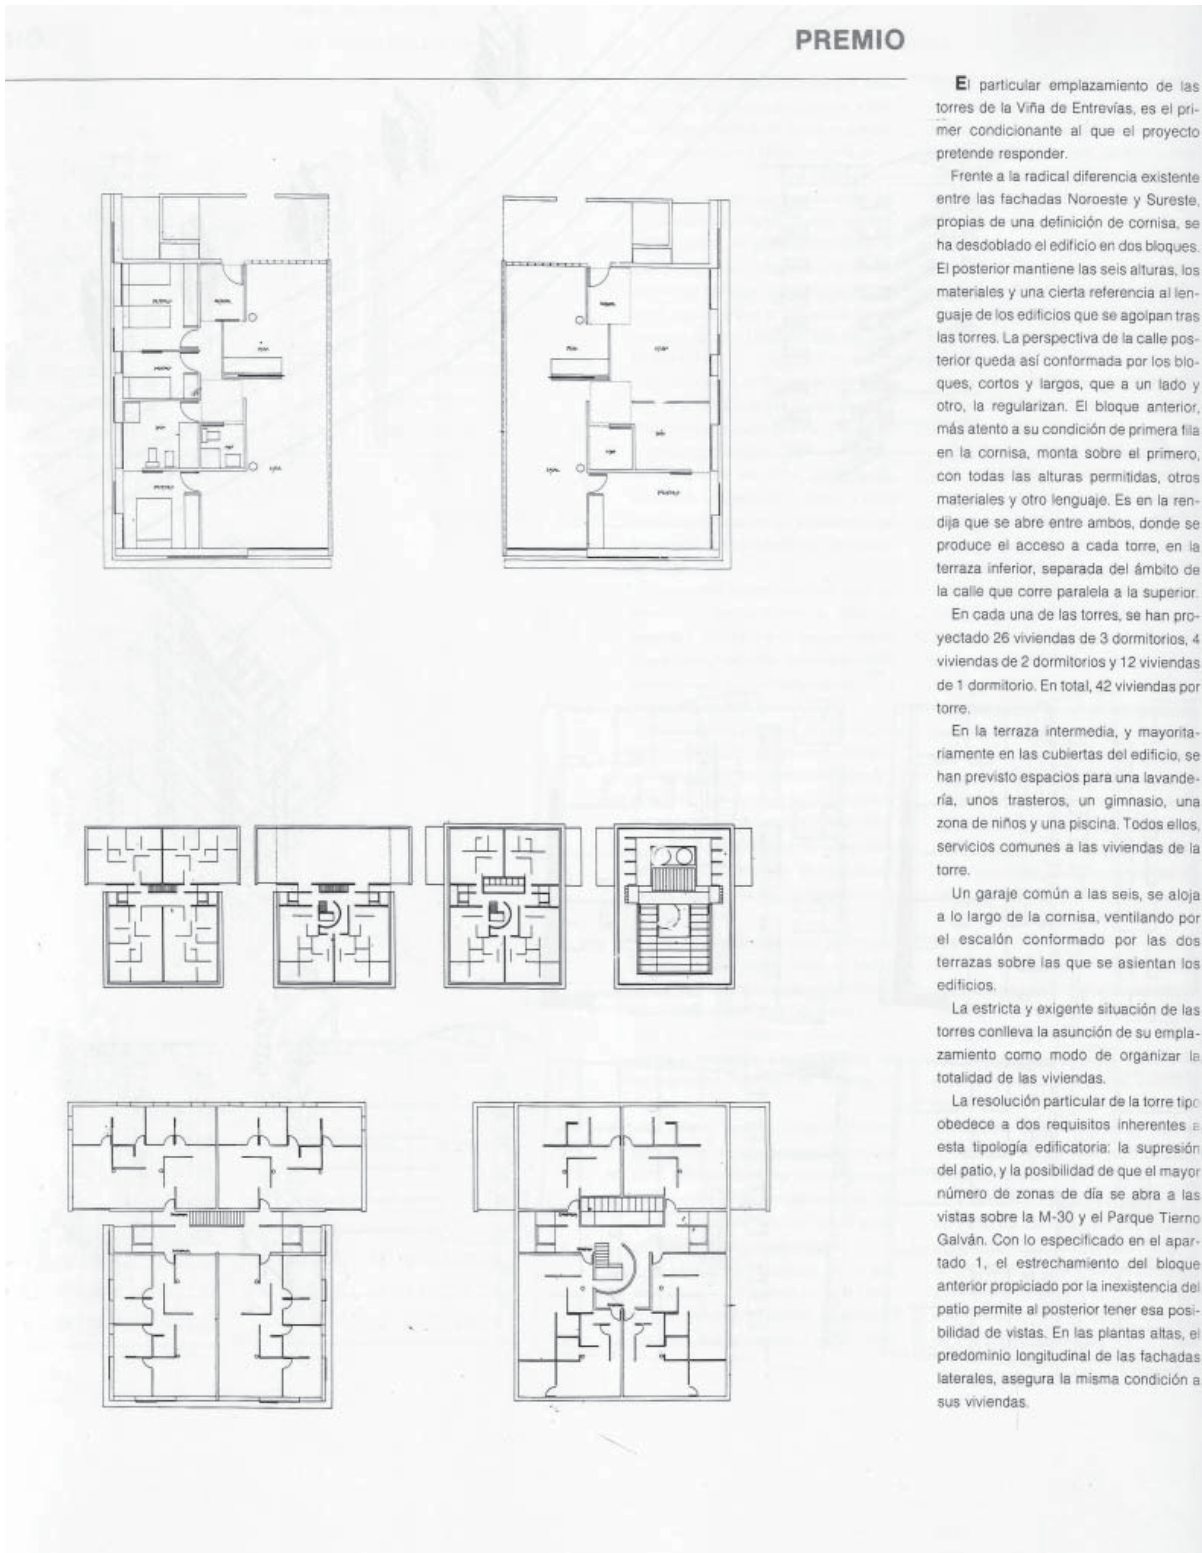 PREMIO
El particular emplazamiento de las
torres de la Viña de Entrevías, es el pri-
mer condicionante al que el proyecto
pretende responder.
Frente a la radical diferencia existente
entre las fachadas Noroeste y Sureste,
propias de una definición de cornisa, se
ha desdoblado el edificio en dos bloques.
El posterior mantiene las seis alturas, los
materiales y una cierta referencia al len-
guaje de los edificios que se agolpan tras
las torres. La perspectiva de la calle pos-
terior queda así conformada por los blo-
ques, cortos y largos, que a un lado y
otro, la regularizan. El bloque anterior,
más atento a su condición de primera fila
en la cornisa, monta sobre el primero,
con todas las alturas permitidas, otros
materiales y otro lenguaje. Es en la ren-
dija que se abre entre ambos, donde se
produce el acceso a cada torre, en la
terraza inferior, separada del ámbito de
la calle que corre paralela a la superior.
En cada una de las torres, se han pro-
yectado 26 viviendas de 3 dormitorios, 4
viviendas de 2 dormitorios y 12 viviendas
de 1 dormitorio. En total, 42 viviendas por
torre.
En la terraza intermedia, y mayorita-
riamente en las cubiertas del edificio, se
han previsto espacios para una lavande-
ría, unos trasteros, un gimnasio, una
zona de niños y una piscina. Todos ellos,
servicios comunes a las viviendas de la
torre.
Un garaje común a las seis, se aloja
a lo largo de la cornisa, ventilando por
el escalón conformado por las dos
terrazas sobre las que se asientan los
edificios.
La estricta y exigente situación de las
torres conlleva la asunción de su empla-
zamiento como modo de organizar la
totalidad de las viviendas.
La resolución particular de la torre tipo
obedece a dos requisitos inherentes a
esta tipología edificatoria: la supresión
del patio, y la posibilidad de que el mayor
número de zonas de día se abra a las
vistas sobre la M-30 y el Parque Tierno
Galván. Con lo especificado en el apar-
tado 1, el estrechamiento del bloque
anterior propiciado por la inexistencia del
patio permite al posterior tener esa posi-
bilidad de vistas. En las plantas altas, el
predominio longitudinal de las fachadas
laterales, asegura la misma condición a
sus viviendas.